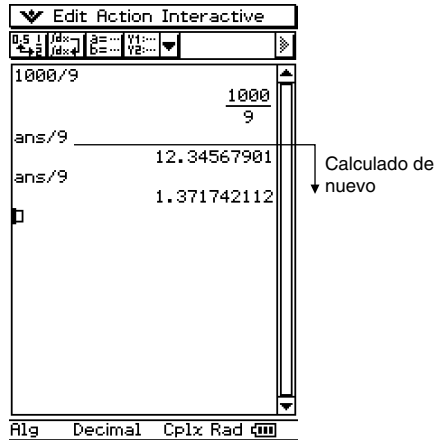 Edit Action Interactive
1000/9
1000
9
ans/9
12.34567901
ans/9
1.371742112
Calculado de
nuevo
Alg Decimal Cplx Rad